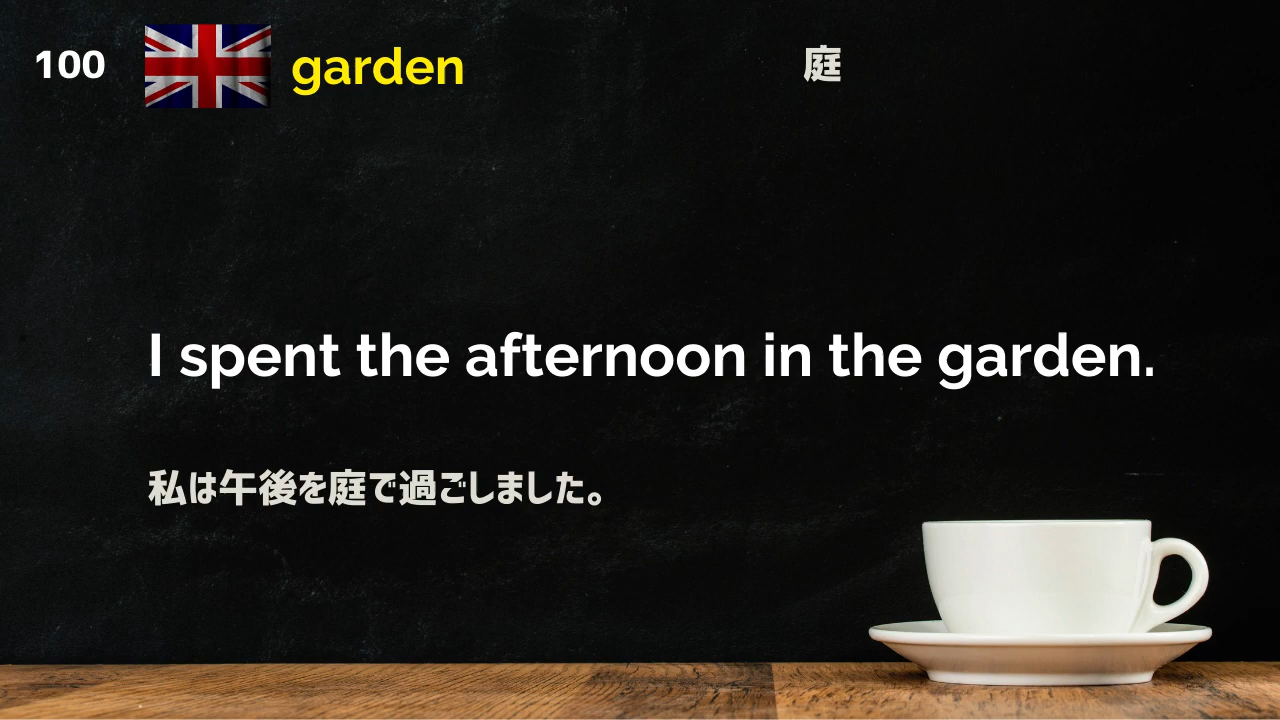 100 garden 庭
I spent the afternoon in the garden.
私は午後を庭で過ごしました。